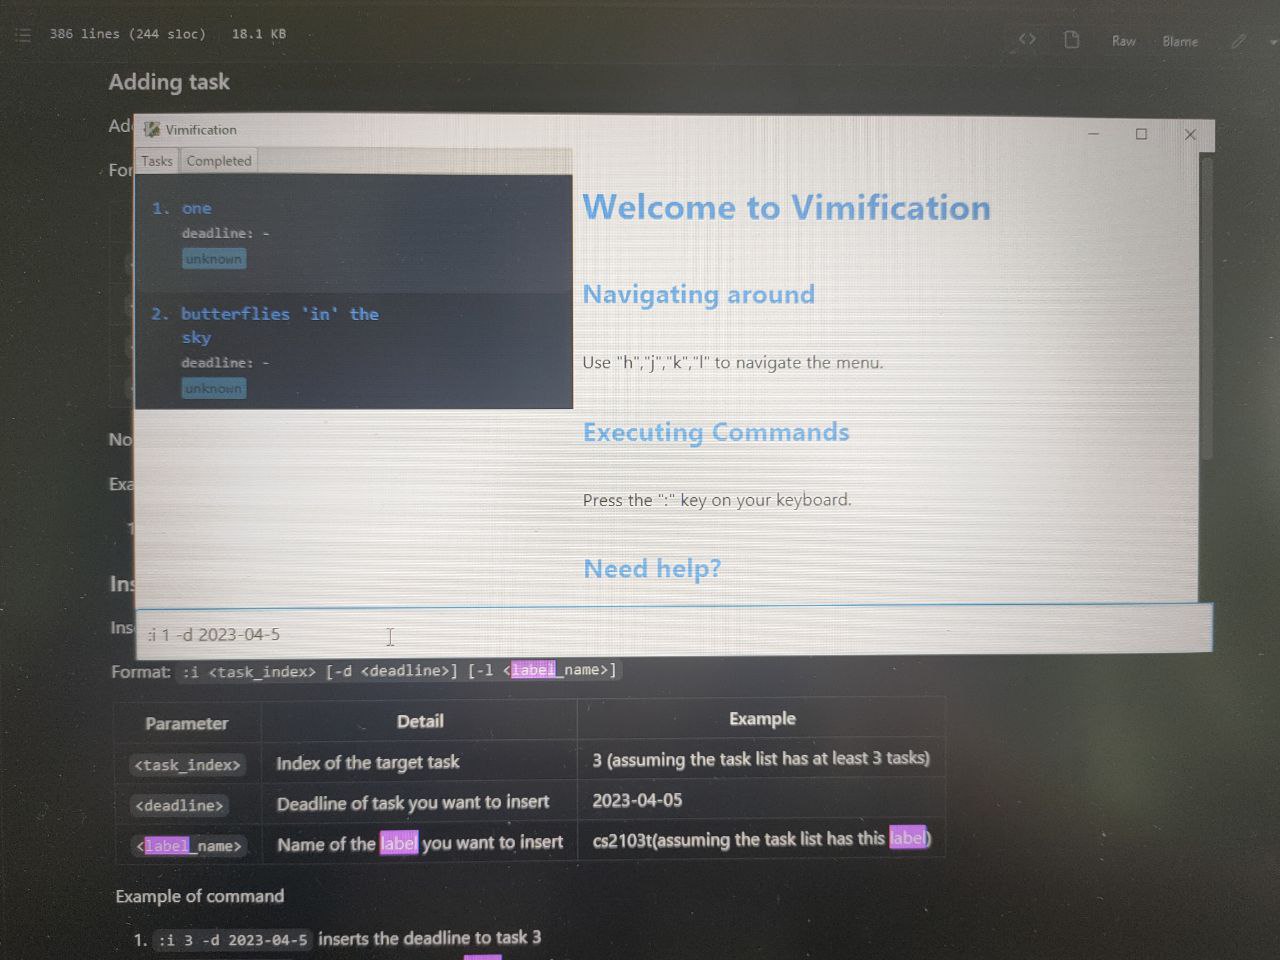 386 lines (244 sloc) 18.1 KB
Raw Blame
Adding task
Vimification
Tasks Completed
1. one
deadline: -
unknown
2. butterflies 'in' the
sky
deadline: -
unknown
Welcome to Vimification
Navigating around
Use "h","j","k","l" to navigate the menu.
Executing Commands
Press the ":" key on your keyboard.
Need help?
:i 1 -d 2023-04-5
Format: :i <task_index> [-d <deadline>] [-l <label_name>]
Parameter Detail Example
<task_index> Index of the target task 3 (assuming the task list has at least 3 tasks)
<deadline> Deadline of task you want to insert 2023-04-05
<label_name> Name of the label you want to insert cs2103t(assuming the task list has this label)
Example of command
1. :i 3 -d 2023-04-5 inserts the deadline to task 3